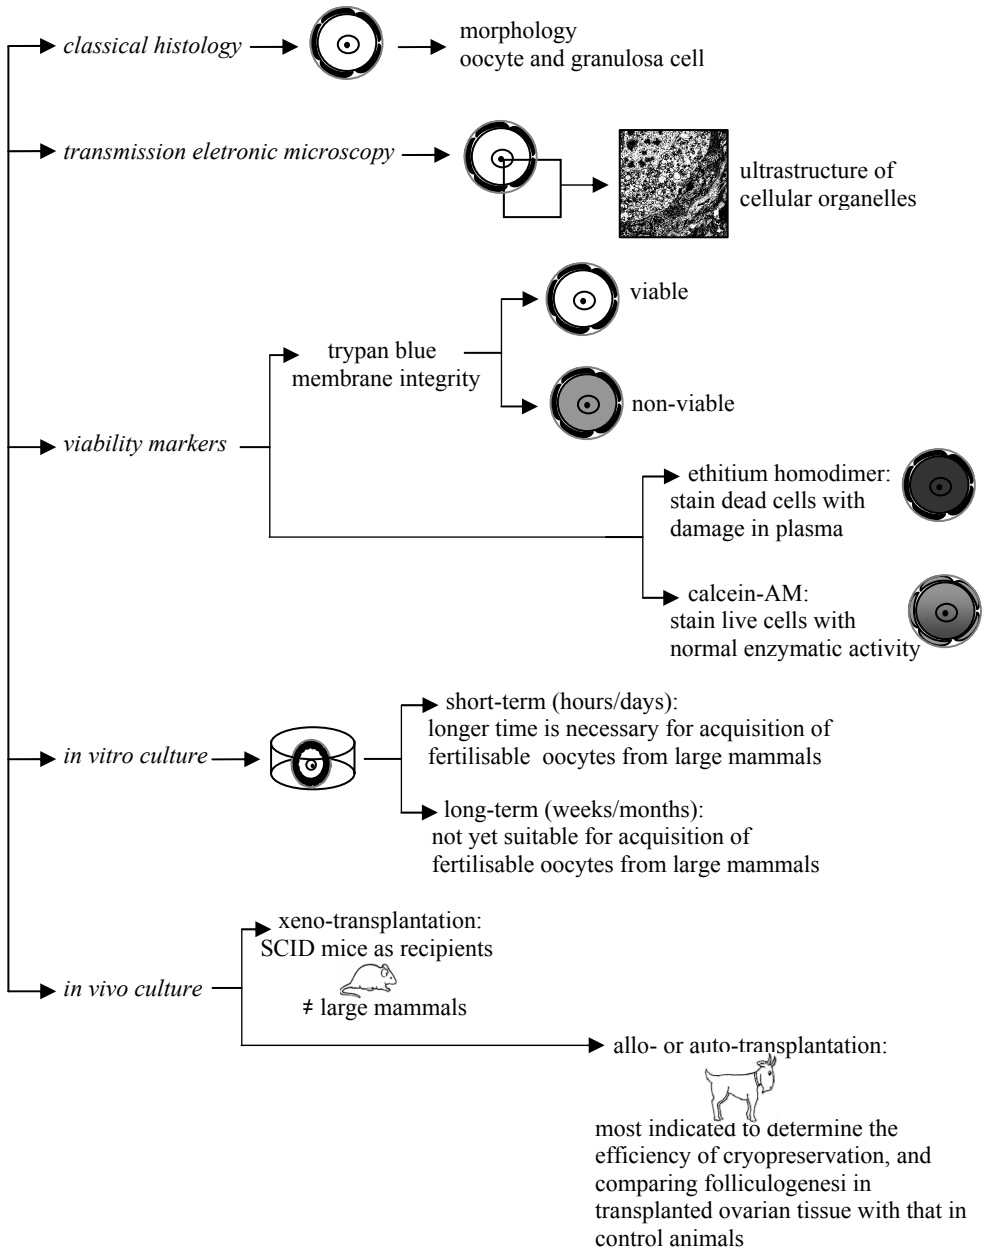 classical histology
morphology
oocyte and granulosa cell
transmission eletronic microscopy
ultrastructure of
cellular organelles
viability markers
trypan blue
membrane integrity
viable
non-viable
ethitium homodimer:
stain dead cells with
damage in plasma
calcein-AM:
stain live cells with
normal enzymatic activity
in vitro culture
short-term (hours/days):
longer time is necessary for acquisition of
fertilisable oocytes from large mammals
long-term (weeks/months):
not yet suitable for acquisition of
fertilisable oocytes from large mammals
in vivo culture
xeno-transplantation:
SCID mice as recipients
≠ large mammals
allo- or auto-transplantation:
most indicated to determine the
efficiency of cryopreservation, and
comparing folliculogenesi in
transplanted ovarian tissue with that in
control animals